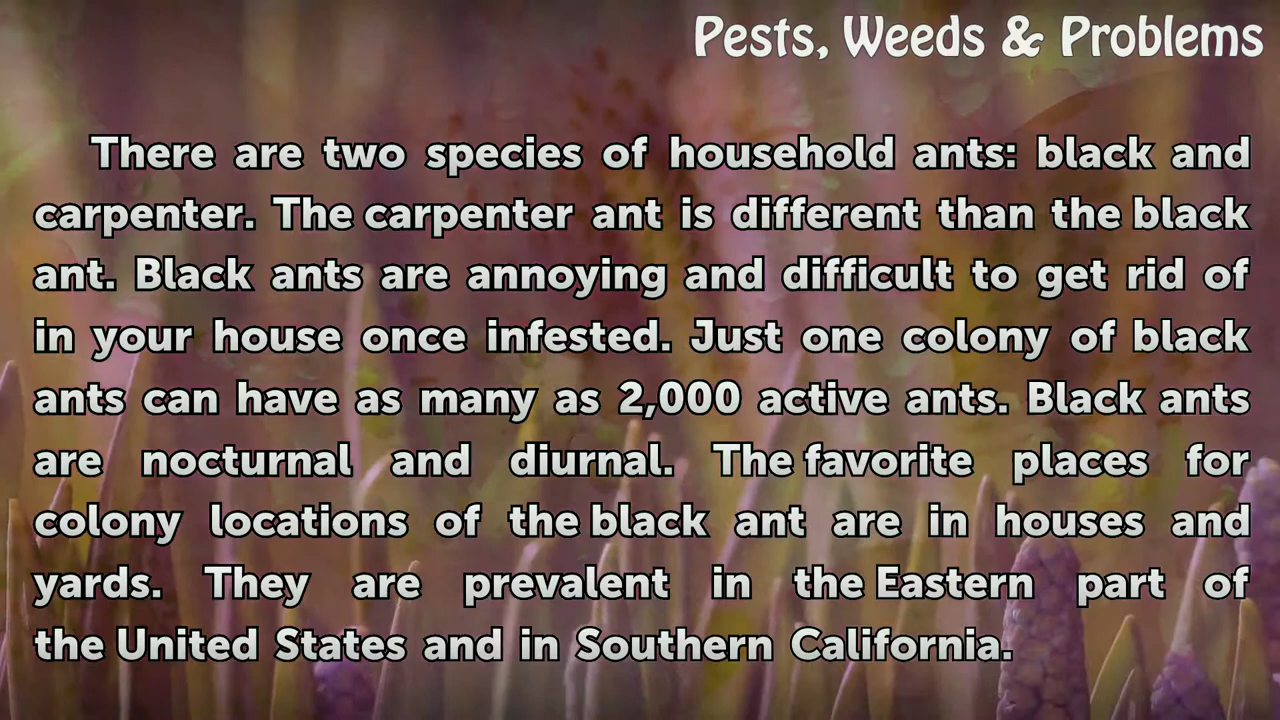 Pests, Weeds & Problems
There are two species of household ants: black and
carpenter. The carpenter ant is different than the black
ant. Black ants are annoying and difficult to get rid of
in your house once infested. Just one colony of black
ants can have as many as 2,000 active ants. Black ants
are nocturnal and diurnal. The favorite places for
colony locations of the black ant are in houses and
yards. They are prevalent in the Eastern part of
the United States and in Southern California.